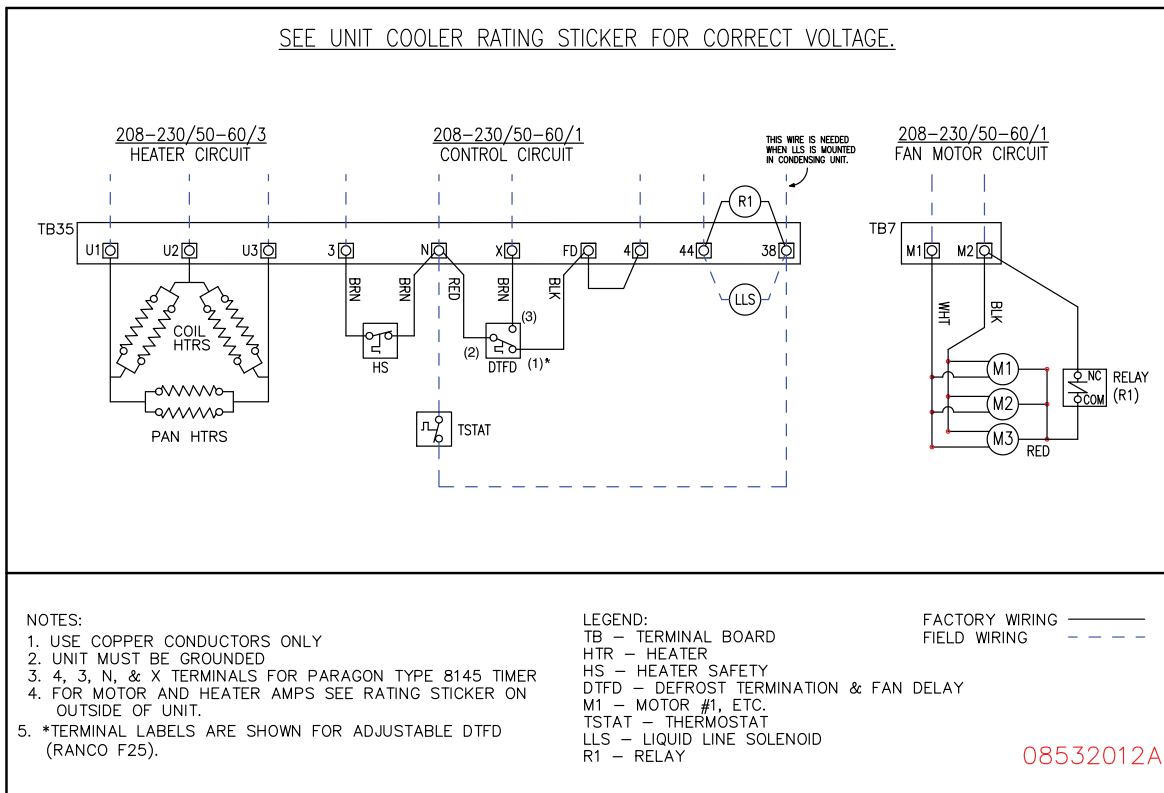 SEE UNIT COOLER RATING STICKER FOR CORRECT VOLTAGE.
208-230/50-60/3
HEATER CIRCUIT
208-230/50-60/1
CONTROL CIRCUIT
THIS WIRE IS NEEDED
WHEN LLS IS MOUNTED
IN CONDENSING UNIT.
208-230/50-60/1
FAN MOTOR CIRCUIT
R1
TB35
TB7
U1
U2
U3
3
N
X
FD
4
44
38
M1
M2
BRN
BRN
RED
BRN
BLK
LLS
WHT
BLK
COIL
HTRS
HS
(3)
(2)
DTFD
(1)*
PAN HTRS
TSTAT
M1
M2
M3
RED
NC
COM
RELAY
(R1)
NOTES:
1. USE COPPER CONDUCTORS ONLY
2. UNIT MUST BE GROUNDED
3. 4, 3, N, & X TERMINALS FOR PARAGON TYPE 8145 TIMER
4. FOR MOTOR AND HEATER AMPS SEE RATING STICKER ON
OUTSIDE OF UNIT.
5. *TERMINAL LABELS ARE SHOWN FOR ADJUSTABLE DTFD
(RANCO F25).
LEGEND:
TB - TERMINAL BOARD
HTR - HEATER
HS - HEATER SAFETY
DTFD - DEFROST TERMINATION & FAN DELAY
M1 - MOTOR #1, ETC.
TSTAT - THERMOSTAT
LLS - LIQUID LINE SOLENOID
R1 - RELAY
FACTORY WIRING
FIELD WIRING
08532012A